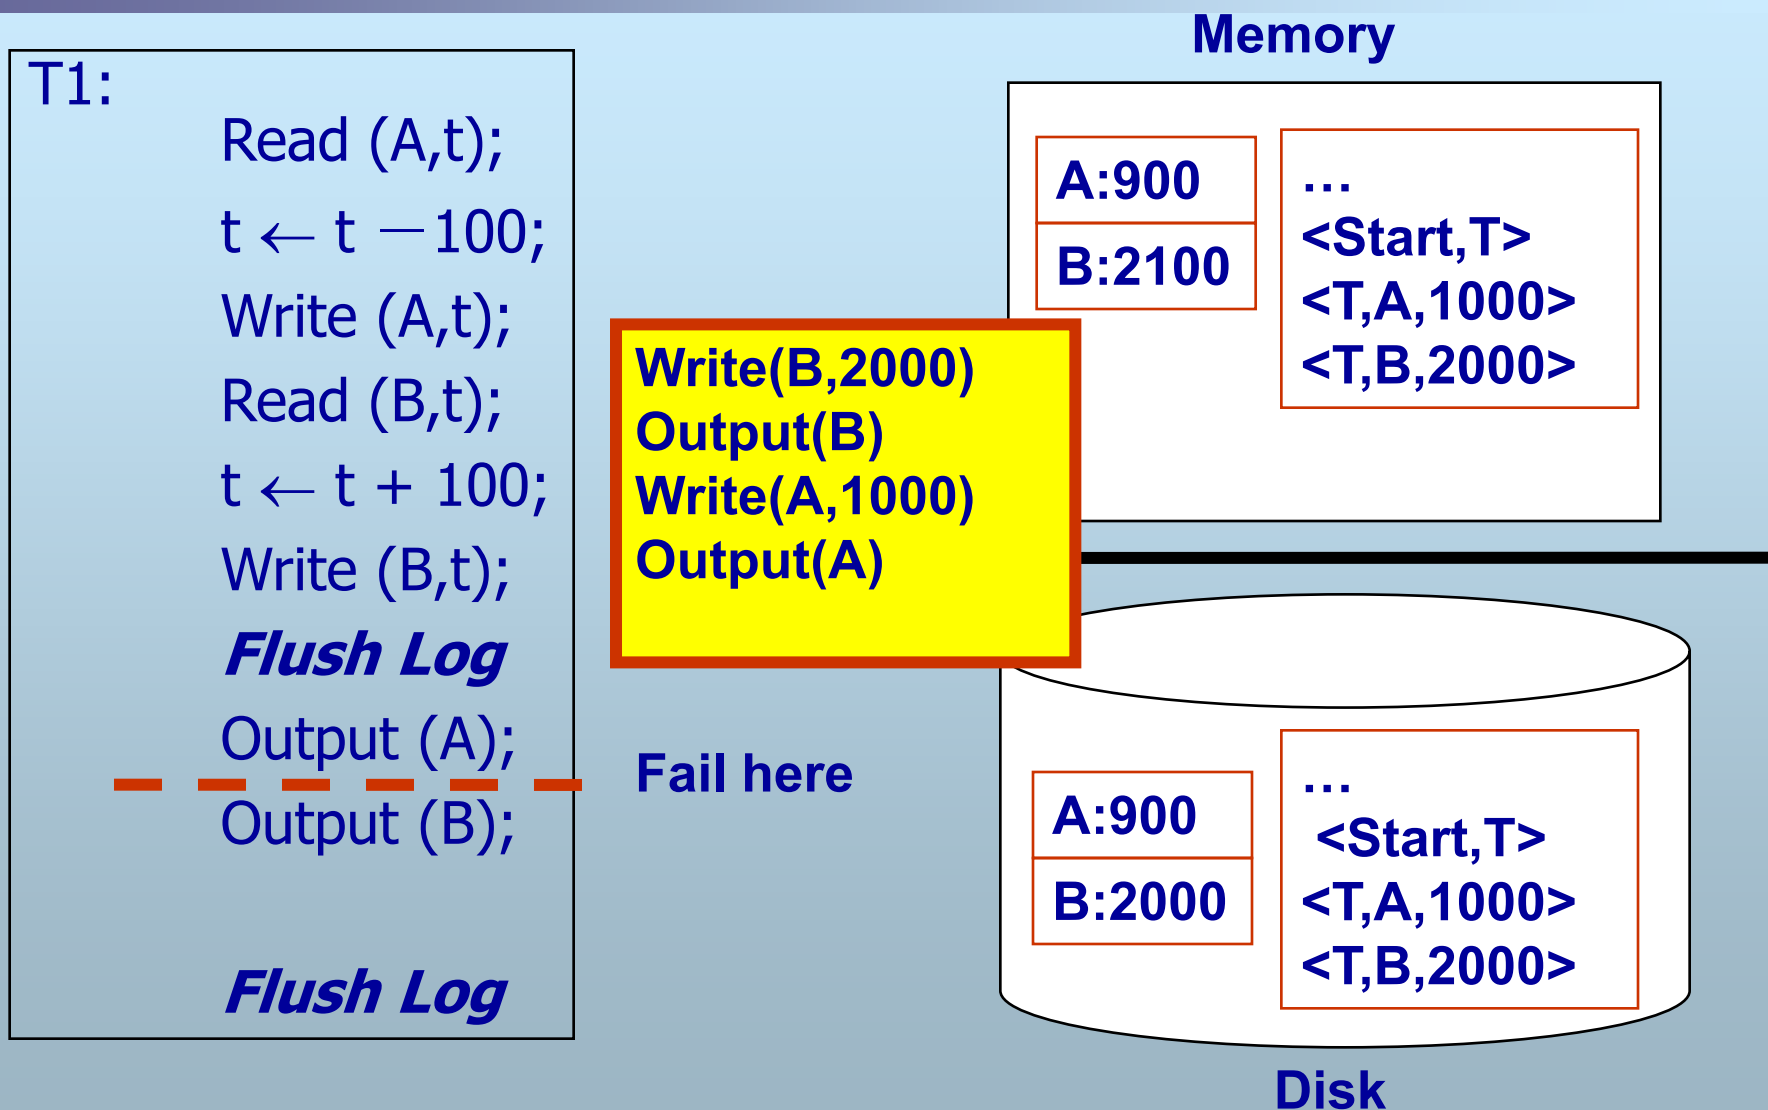 T1:
Read (A,t);
t ← t －100;
Write (A,t);
Read (B,t);
t ← t + 100;
Write (B,t);
Flush Log
Output (A);
Output (B);
Flush Log
Write(B,2000)
Output(B)
Write(A,1000)
Output(A)
Fail here
Memory
A:900
B:2100
…
<Start,T>
<T,A,1000>
<T,B,2000>
A:900
B:2000
…
<Start,T>
<T,A,1000>
<T,B,2000>
Disk